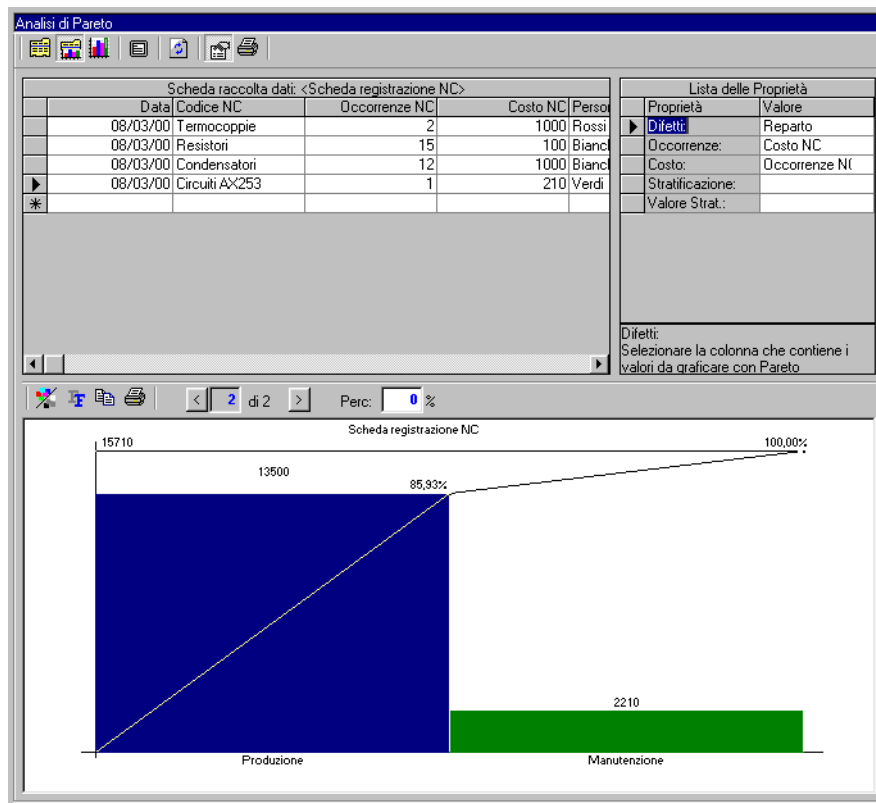 Analisi di Pareto
Scheda raccolta dati: <Scheda registrazione NC>
Data Codice NC Occorrenze NC Costo NC Person
08/03/00 Termocoppie 2 1000 Rossi
08/03/00 Resistori 15 100 Bianch
08/03/00 Condensatori 12 1000 Bianch
08/03/00 Circuiti AX253 1 210 Verdi
Lista delle Proprietà
Proprietà Valore
Difetti: Reparto
Occorrenze: Costo NC
Costo: Occorrenze N(
Stratificazione:
Valore Strat.:
Difetti:
Selezionare la colonna che contiene i
valori da graficare con Pareto
< 2 di 2 > Perc: 0 %
Scheda registrazione NC
15710 100,00%
13500 85,93%
2210
Produzione Manutenzione